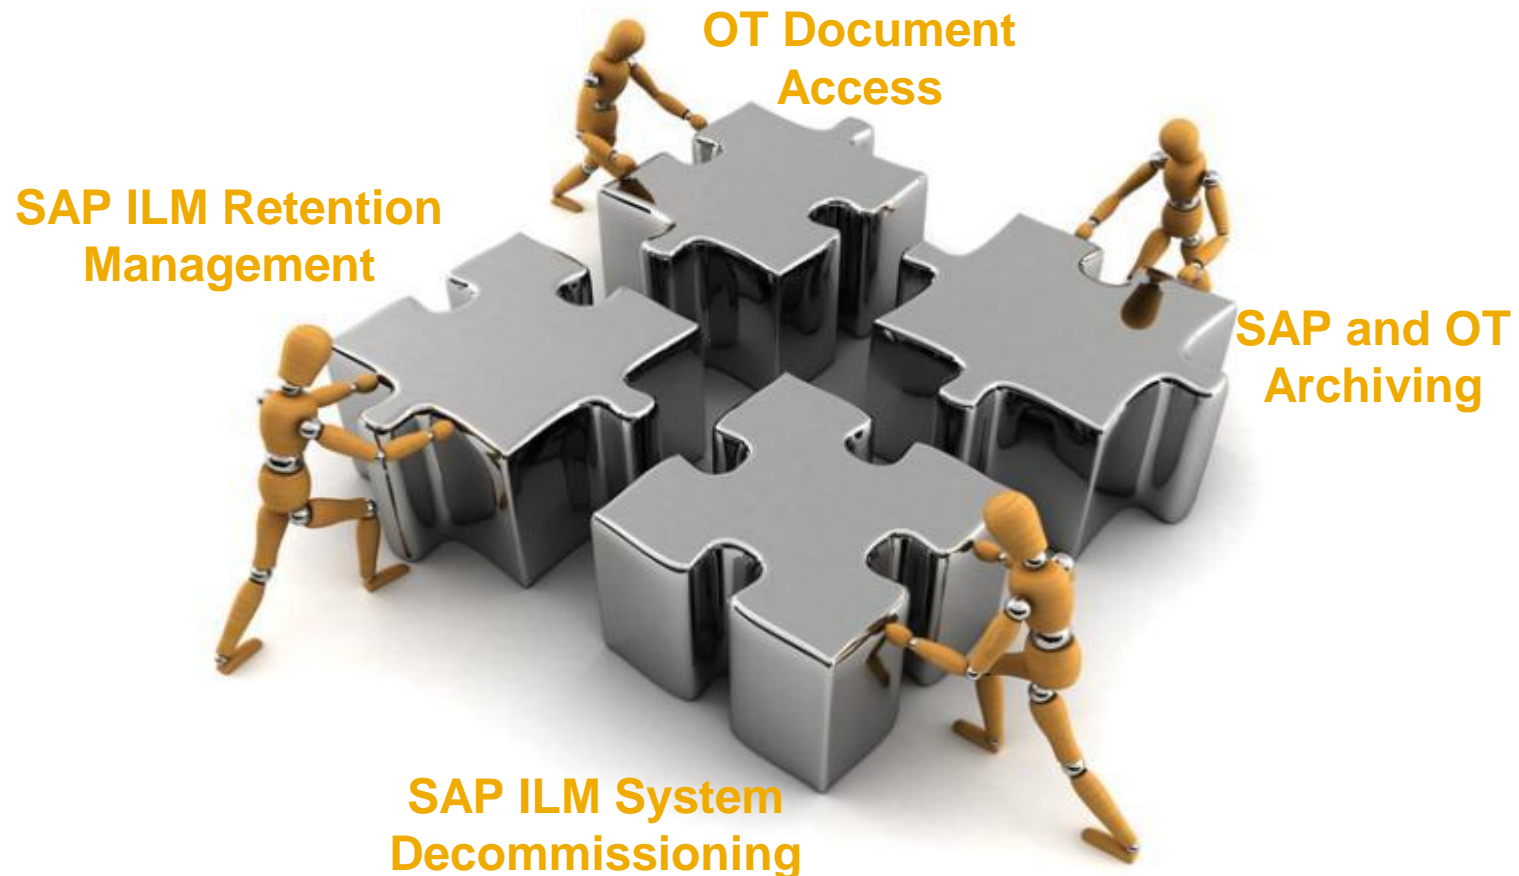 OT Document
Access
SAP ILM Retention
Management
SAP and OT
Archiving
SAP ILM System
Decommissioning